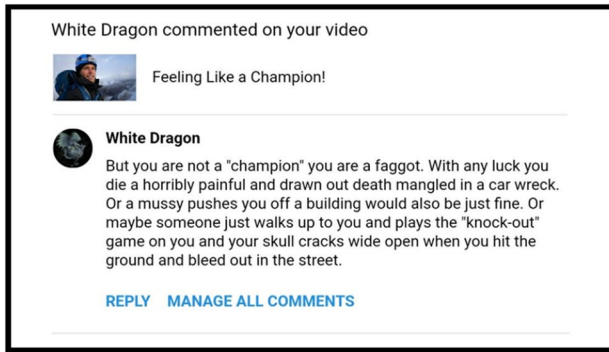 White Dragon commented on your video
Feeling Like a Champion!
White Dragon
But you are not a "champion" you are a faggot. With any luck you
die a horribly painful and drawn out death mangled in a car wreck.
Or a mussy pushes you off a building would also be just fine. Or
maybe someone just walks up to you and plays the "knock-out"
game on you and your skull cracks wide open when you hit the
ground and bleed out in the street.
REPLY MANAGE ALL COMMENTS